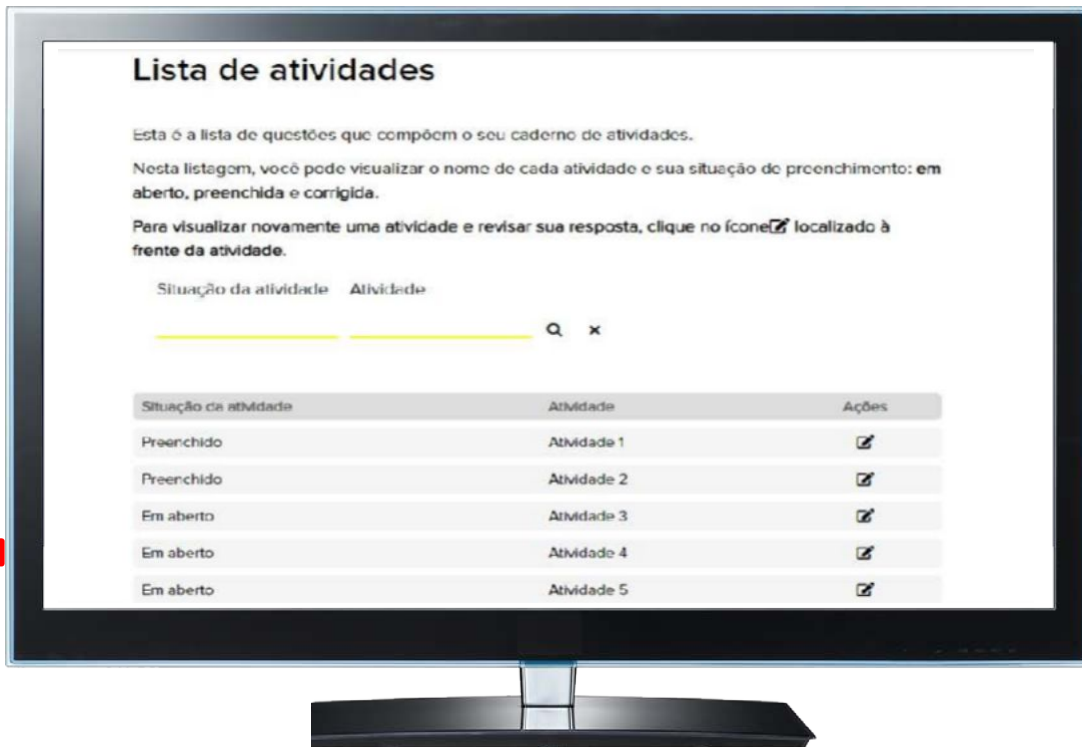 Lista de atividades
Esta é a lista de questões que compõem o seu caderno de atividades.
Nesta listagem, você pode visualizar o nome de cada atividade e sua situação de preenchimento: em
aberto, preenchida e corrigida.
Para visualizar novamente uma atividade e revisar sua resposta, clique no ícone localizado à
frente da atividade.
Situação da atividade Atividade
Situação da atividade Atividade Ações
Preenchido Atividade 1
Preenchido Atividade 2
Em aberto Atividade 3
Em aberto Atividade 4
Em aberto Atividade 5